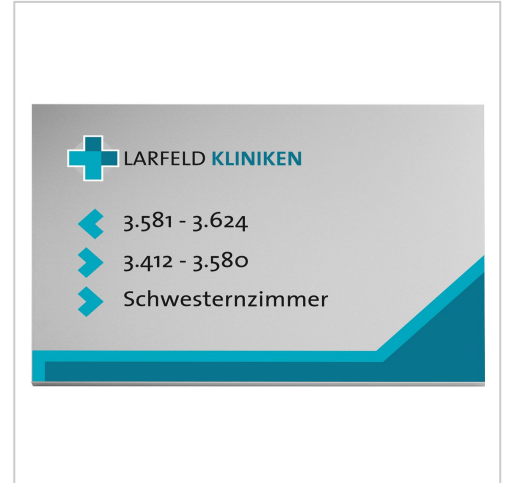 LARFELD KLINIKEN
3.581 - 3.624
3.412 - 3.580
Schwesternzimmer